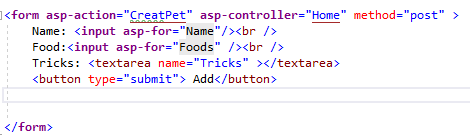 <form asp-action="CreatPet" asp-controller="Home" method="post" >
Name: <input asp-for="Name"/><br />
Food:<input asp-for="Foods" /><br />
Tricks: <textarea name="Tricks" ></textarea>
<button type="submit"> Add</button>
</form>